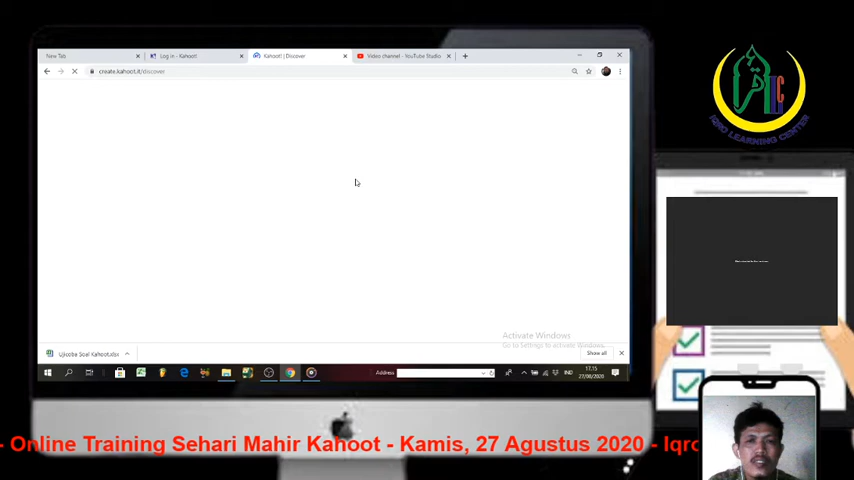 New Tab
Log in - Kahoot!
Kahoot! | Discover
Video channel - YouTube Studio
create.kahoot.it/discover
IQRO LEARNING CENTER
Activate Windows
Go to Settings to activate Windows.
Ujicoba Soal Kahoot.xlsx
Show all
Address
IND
17.15
27/08/2020
- Online Training Sehari Mahir Kahoot - Kamis, 27 Agustus 2020 - Iqro